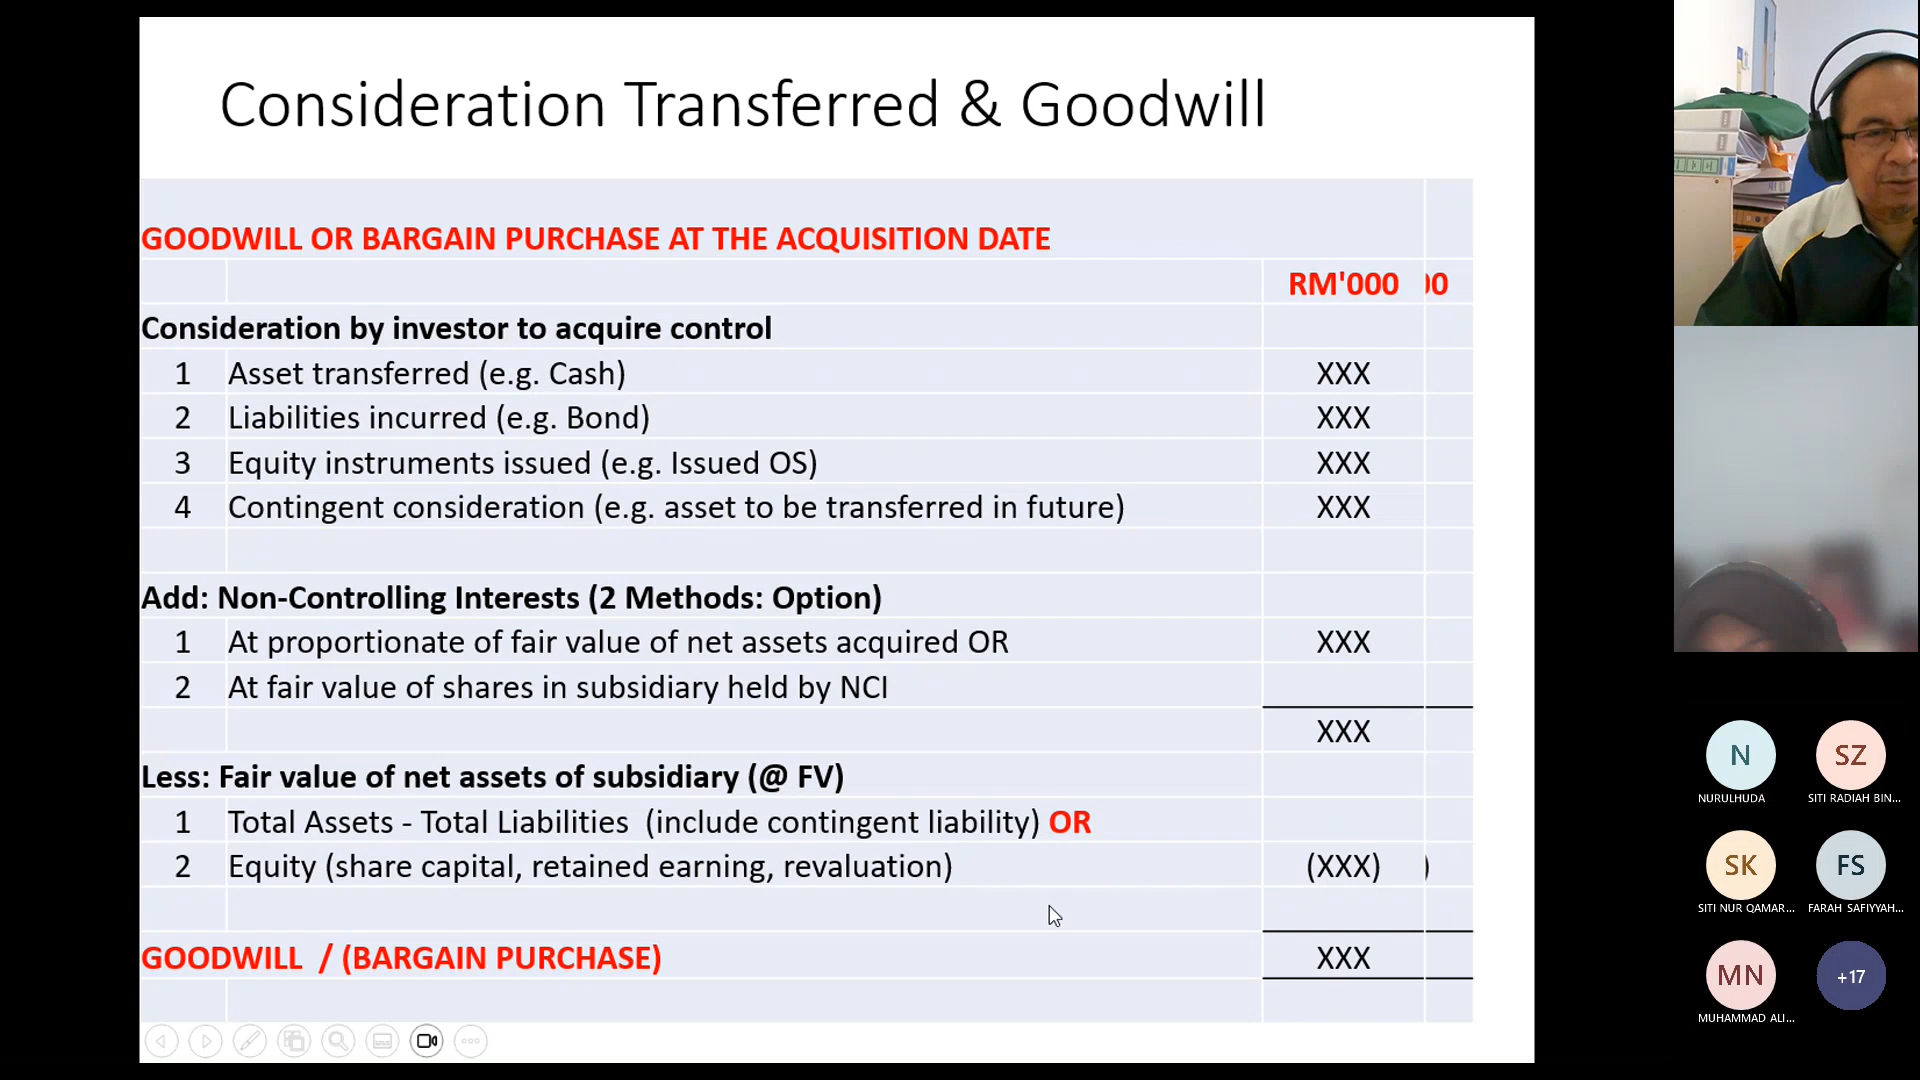 Consideration Transferred & Goodwill
GOODWILL OR BARGAIN PURCHASE AT THE ACQUISITION DATE
RM'000 00
Consideration by investor to acquire control
1 Asset transferred (e.g. Cash) XXX
2 Liabilities incurred (e.g. Bond) XXX
3 Equity instruments issued (e.g. Issued OS) XXX
4 Contingent consideration (e.g. asset to be transferred in future) XXX
Add: Non-Controlling Interests (2 Methods: Option)
1 At proportionate of fair value of net assets acquired OR XXX
2 At fair value of shares in subsidiary held by NCI
XXX
Less: Fair value of net assets of subsidiary (@ FV)
1 Total Assets - Total Liabilities (include contingent liability) OR
2 Equity (share capital, retained earning, revaluation) (XXX) )
GOODWILL / (BARGAIN PURCHASE) XXX
N SZ
NURULHUDA SITI RADIAH BIN...
SK FS
SITI NUR QAMAR... FARAH SAFIYYAH...
MN +17
MUHAMMAD ALI...